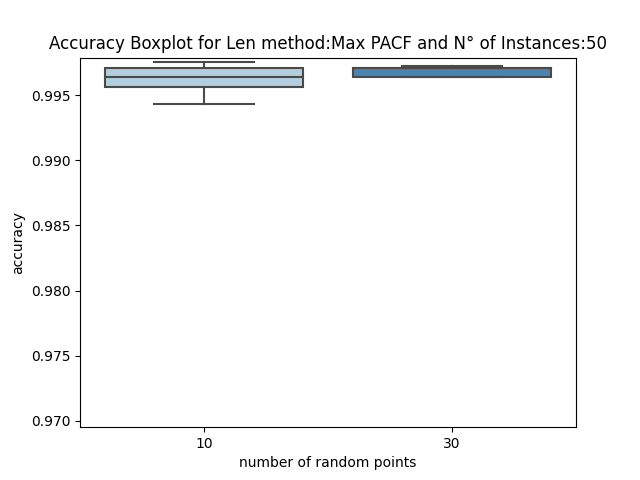 Accuracy Boxplot for Len method:Max PACF and N° of Instances:50
0.995
0.990
0.985
0.980
0.975
0.970
accuracy
10 30
number of random points